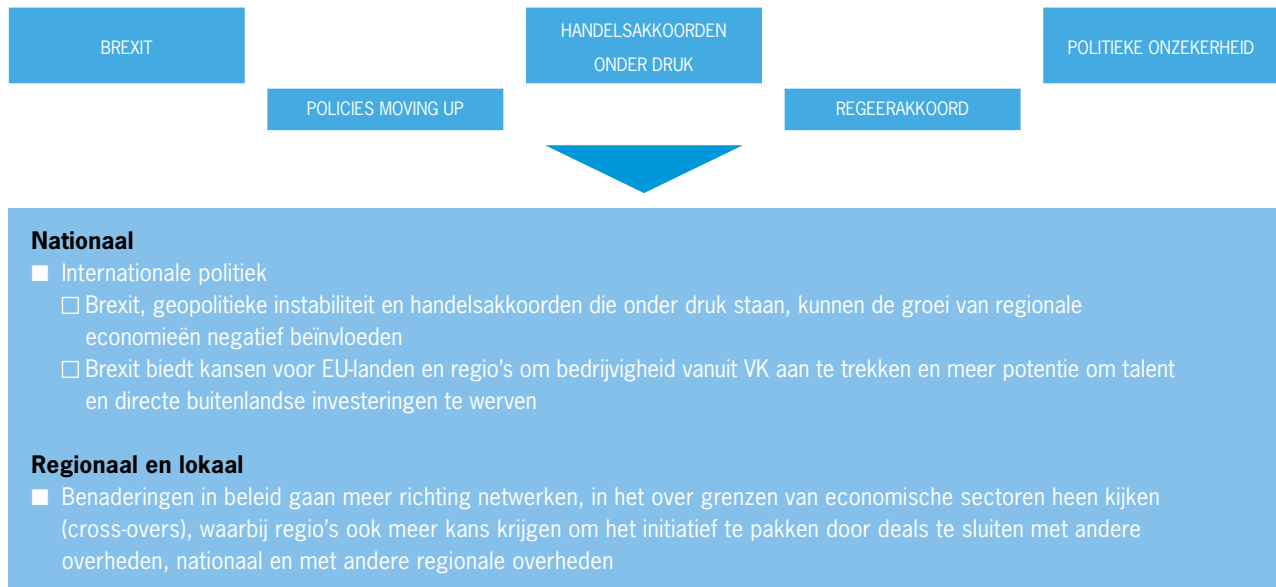 BREXIT
HANDELSAKKOORDEN
ONDER DRUK
POLITIEKE ONZEKERHEID
POLICIES MOVING UP
REGEERAKKOORD
Nationaal
■ Internationale politiek
□ Brexit, geopolitieke instabiliteit en handelsakkoorden die onder druk staan, kunnen de groei van regionale
economieën negatief beïnvloeden
□ Brexit biedt kansen voor EU-landen en regio's om bedrijvigheid vanuit VK aan te trekken en meer potentie om talent
en directe buitenlandse investeringen te werven
Regionaal en lokaal
■ Benaderingen in beleid gaan meer richting netwerken, in het over grenzen van economische sectoren heen kijken
(cross-overs), waarbij regio's ook meer kans krijgen om het initiatief te pakken door deals te sluiten met andere
overheden, nationaal en met andere regionale overheden